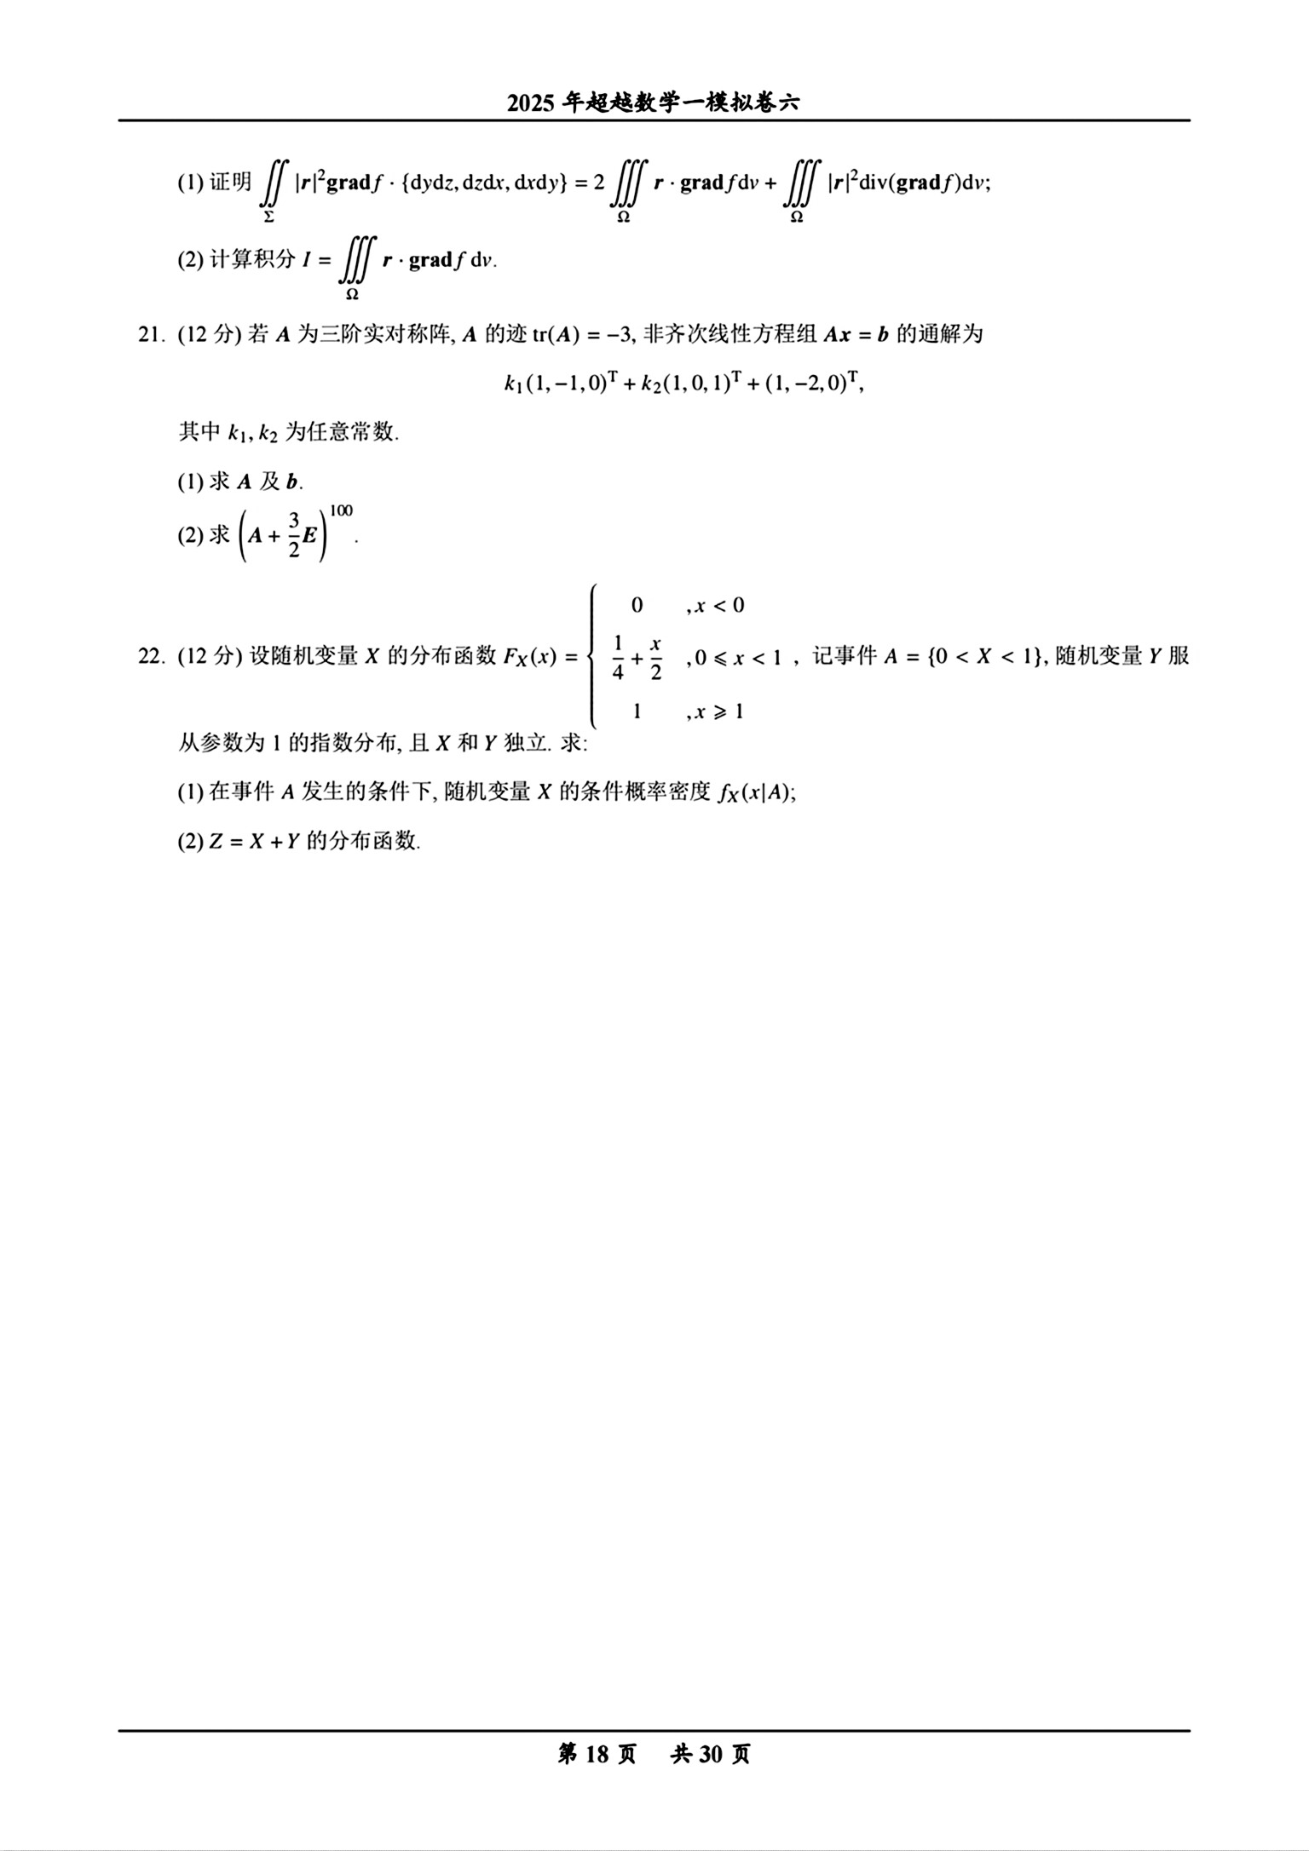 2025 年超越数学一模拟卷六
(1) 证明 ∬_Σ |r|²grad f · {dydz, dzdx, dxdy} = 2 ∭_Ω r · grad f dv + ∭_Ω |r|²div(grad f)dv;
(2) 计算积分 I = ∭_Ω r · grad f dv.
21. (12 分) 若 A 为三阶实对称阵, A 的迹 tr(A) = −3, 非齐次线性方程组 Ax = b 的通解为
k₁(1, −1, 0)ᵀ + k₂(1, 0, 1)ᵀ + (1, −2, 0)ᵀ,
其中 k₁, k₂ 为任意常数.
(1) 求 A 及 b.
(2) 求 (A + 3/2 E)¹⁰⁰.
22. (12 分) 设随机变量 X 的分布函数 F_X(x) = { 0 , x < 0; 1/4 + x/2 , 0 ⩽ x < 1; 1 , x ⩾ 1 , 记事件 A = {0 < X < 1}, 随机变量 Y 服
从参数为 1 的指数分布, 且 X 和 Y 独立. 求:
(1) 在事件 A 发生的条件下, 随机变量 X 的条件概率密度 f_X(x|A);
(2) Z = X + Y 的分布函数.
第 18 页 共 30 页